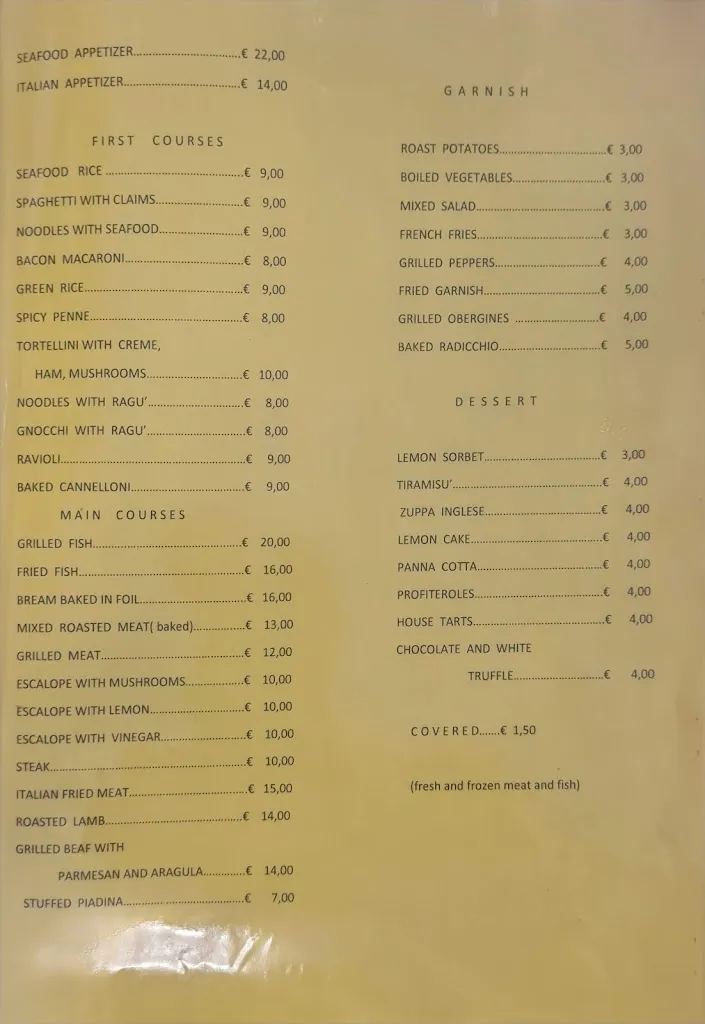 SEAFOOD APPETIZER....................................€ 22,00
ITALIAN APPETIZER.......................................€ 14,00
FIRST COURSES
SEAFOOD RICE ..............................................€ 9,00
SPAGHETTI WITH CLAIMS.............................€ 9,00
NOODLES WITH SEAFOOD............................€ 9,00
BACON MACARONI.......................................€ 8,00
GREEN RICE.....................................................€ 9,00
SPICY PENNE...................................................€ 8,00
TORTELLINI WITH CREME,
HAM, MUSHROOMS................................€ 10,00
NOODLES WITH RAGU'................................€ 8,00
GNOCCHI WITH RAGU'.................................€ 8,00
RAVIOLI.............................................................€ 9,00
BAKED CANNELLONI......................................€ 9,00
MAIN COURSES
GRILLED FISH..................................................€ 20,00
FRIED FISH.......................................................€ 16,00
BREAM BAKED IN FOIL....................................€ 16,00
MIXED ROASTED MEAT( baked).................€ 13,00
GRILLED MEAT................................................€ 12,00
ESCALOPE WITH MUSHROOMS.....................€ 10,00
ESCALOPE WITH LEMON.................................€ 10,00
ESCALOPE WITH VINEGAR.............................€ 10,00
STEAK.................................................................€ 10,00
ITALIAN FRIED MEAT........................................€ 15,00
ROASTED LAMB..............................................€ 14,00
GRILLED BEAF WITH
PARMESAN AND ARAGULA.............€ 14,00
STUFFED PIADINA.........................................€ 7,00
GARNISH
ROAST POTATOES....................................€ 3,00
BOILED VEGETABLES...............................€ 3,00
MIXED SALAD...........................................€ 3,00
FRENCH FRIES..........................................€ 3,00
GRILLED PEPPERS...................................€ 4,00
FRIED GARNISH.......................................€ 5,00
GRILLED OBERGINES ............................€ 4,00
BAKED RADICCHIO..................................€ 5,00
DESSERT
LEMON SORBET.......................................€ 3,00
TIRAMISU'.................................................€ 4,00
ZUPPA INGLESE.......................................€ 4,00
LEMON CAKE............................................€ 4,00
PANNA COTTA..........................................€ 4,00
PROFITEROLES...........................................€ 4,00
HOUSE TARTS............................................€ 4,00
CHOCOLATE AND WHITE
TRUFFLE..............................€ 4,00
COVERED......€ 1,50
(fresh and frozen meat and fish)